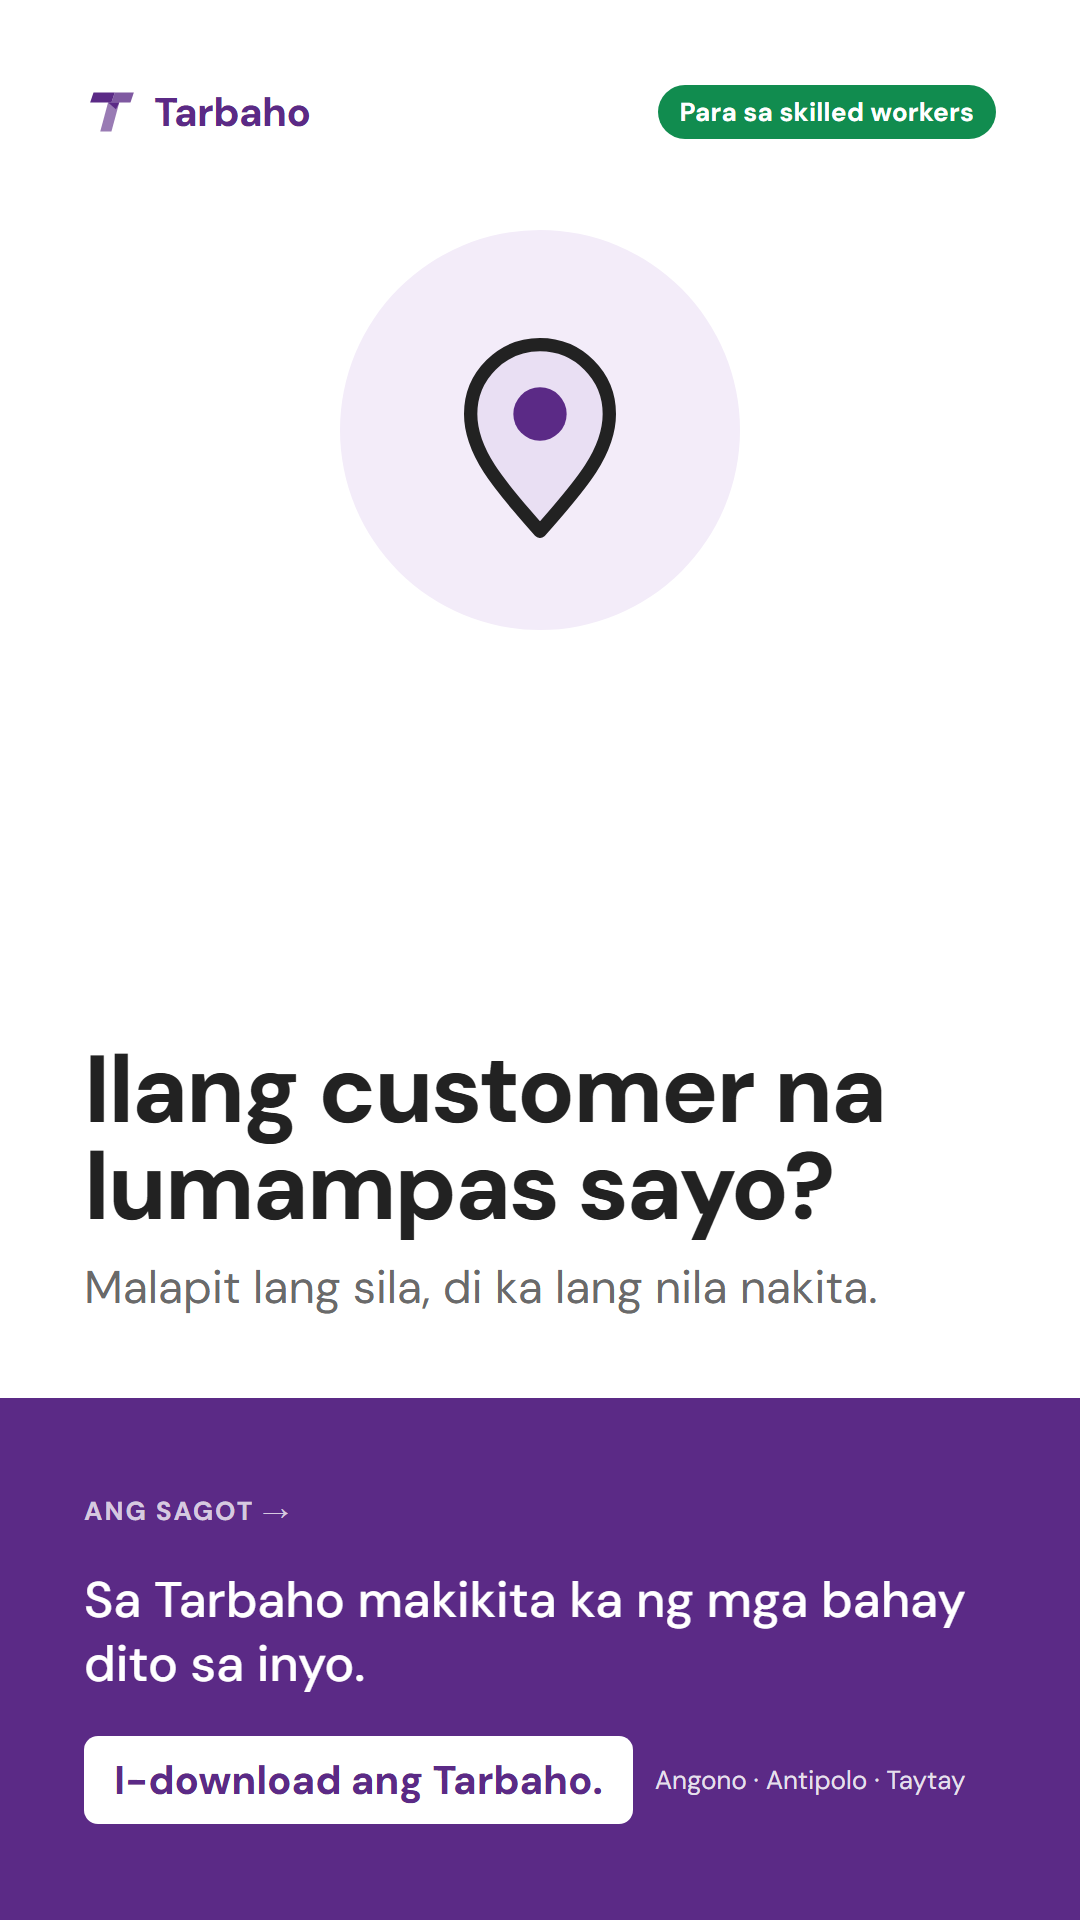 Tarbaho
Para sa skilled workers
Ilang customer na
lumampas sayo?
Malapit lang sila, di ka lang nila nakita.
ANG SAGOT →
Sa Tarbaho makikita ka ng mga bahay
dito sa inyo.
I-download ang Tarbaho.
Angono · Antipolo · Taytay